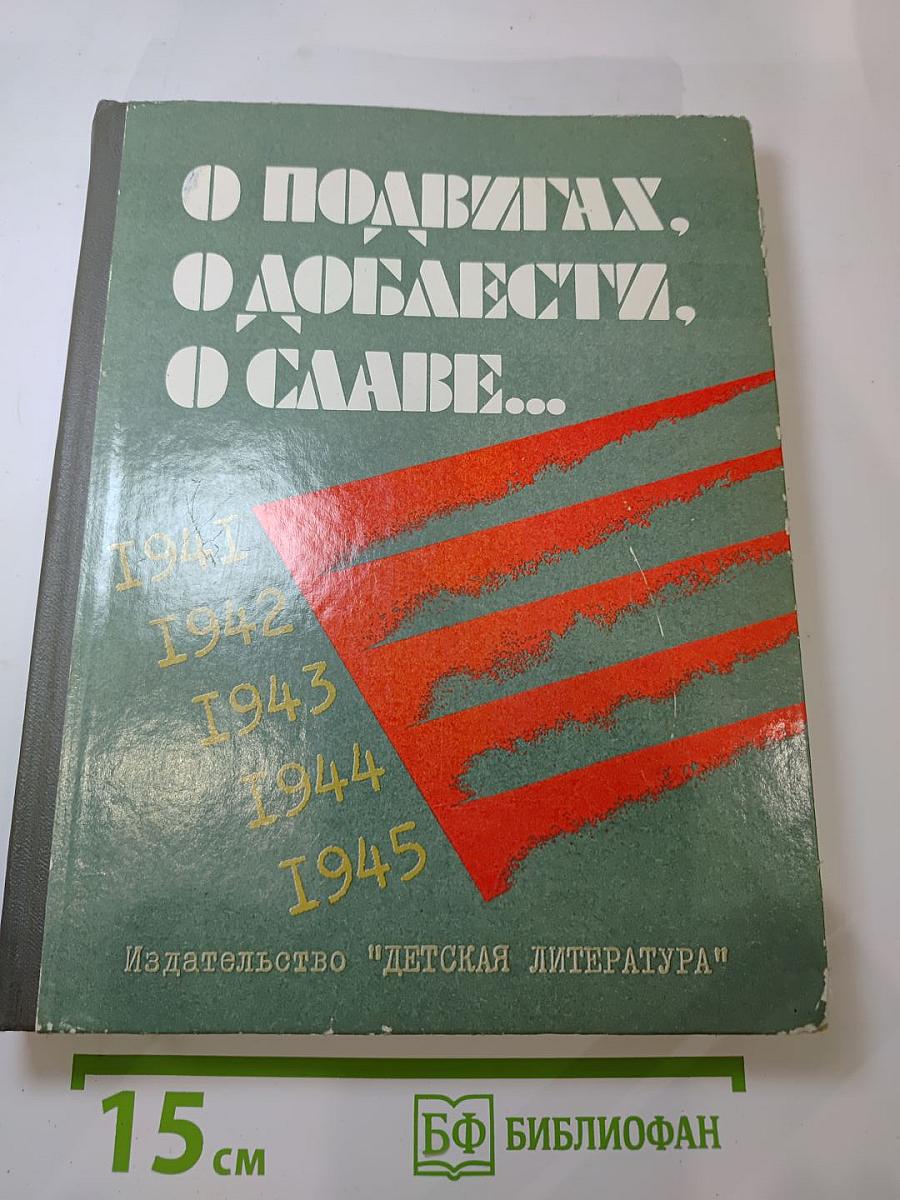 О ПОДВИГАХ,
О ДОБЛЕСТИ,
О СЛАВЕ...
1941
1942
1943
1944
1945
Издательство "ДЕТСКАЯ ЛИТЕРАТУРА"
15 см
БФ БИБЛИОФАН